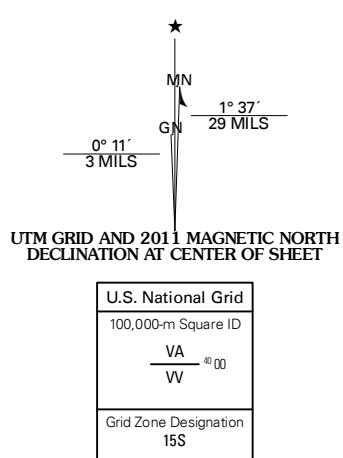 ★
MN
1° 37´
29 MILS
GN
0° 11´
3 MILS
UTM GRID AND 2011 MAGNETIC NORTH
DECLINATION AT CENTER OF SHEET
U.S. National Grid
100,000-m Square ID
VA
40 00
VV
Grid Zone Designation
15S